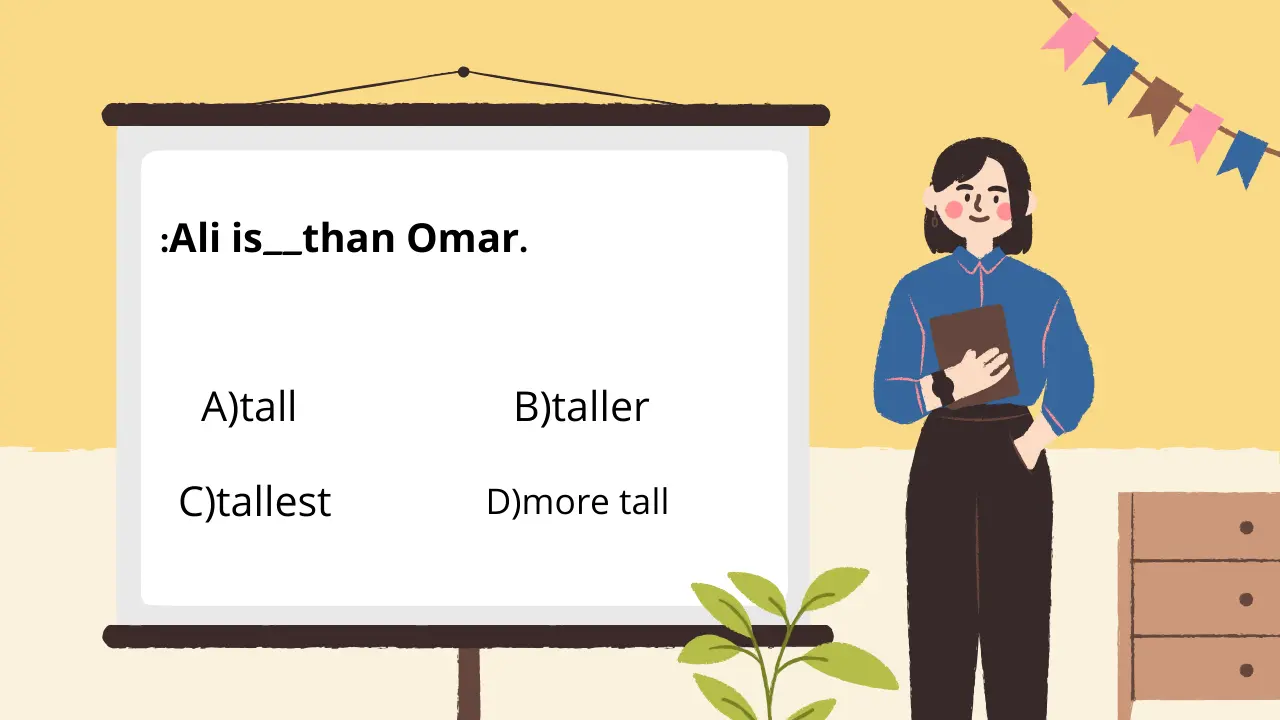 :Ali is__than Omar.
A)tall
B)taller
C)tallest
D)more tall